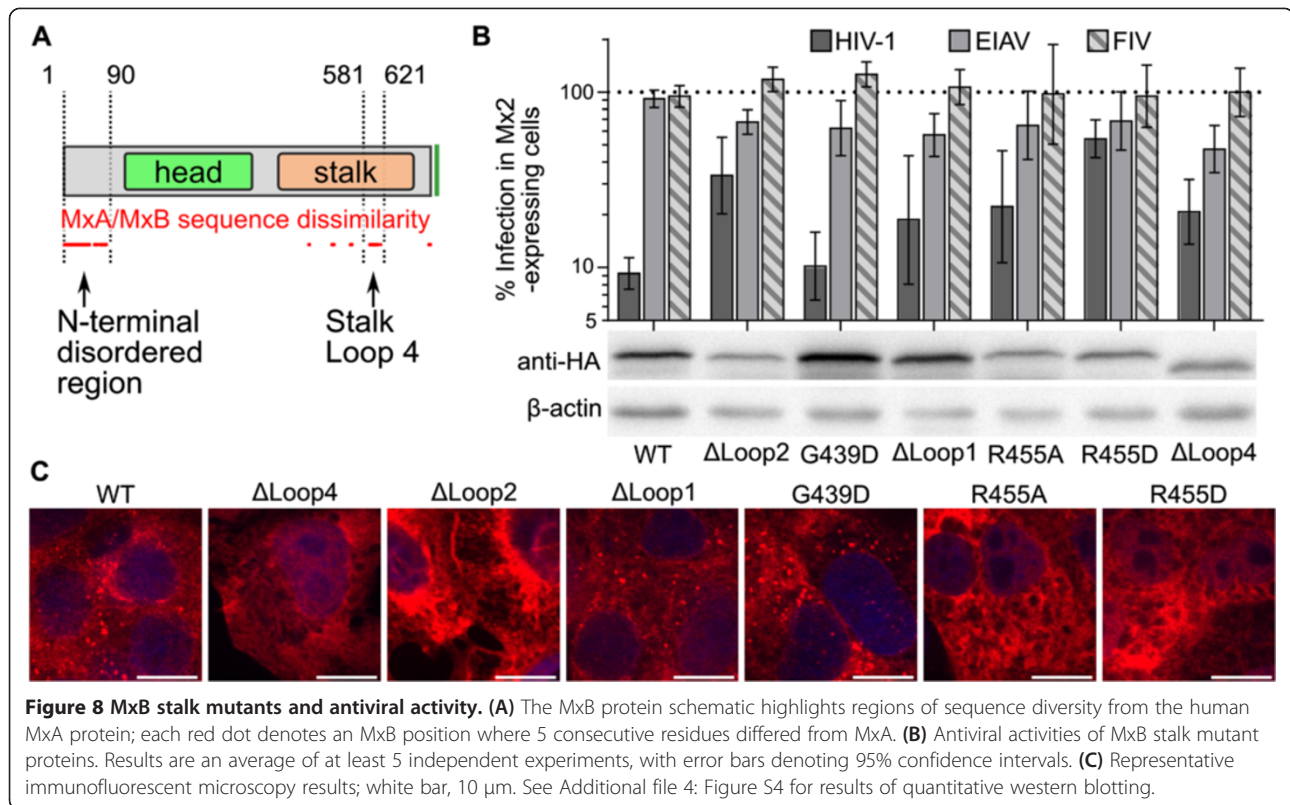 A
1 90 581 621
head stalk
MxA/MxB sequence dissimilarity
N-terminal
disordered
region
Stalk
Loop 4
B
HIV-1 EIAV FIV
% Infection in Mx2
-expressing cells
100
10
5
anti-HA
β-actin
WT ΔLoop2 G439D ΔLoop1 R455A R455D ΔLoop4
C
WT ΔLoop4 ΔLoop2 ΔLoop1 G439D R455A R455D
Figure 8 MxB stalk mutants and antiviral activity. (A) The MxB protein schematic highlights regions of sequence diversity from the human
MxA protein; each red dot denotes an MxB position where 5 consecutive residues differed from MxA. (B) Antiviral activities of MxB stalk mutant
proteins. Results are an average of at least 5 independent experiments, with error bars denoting 95% confidence intervals. (C) Representative
immunofluorescent microscopy results; white bar, 10 μm. See Additional file 4: Figure S4 for results of quantitative western blotting.